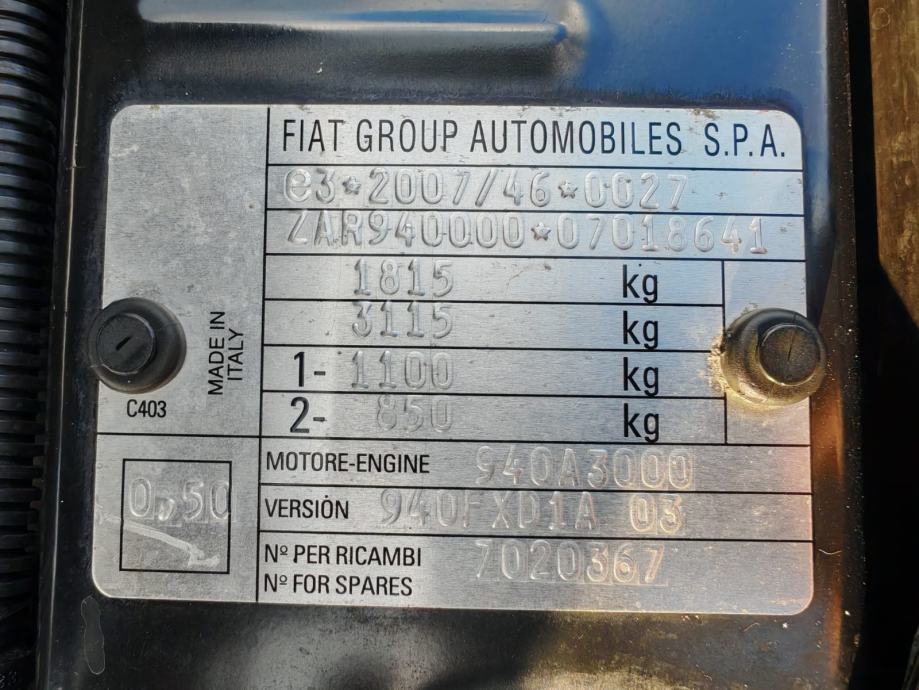 FIAT GROUP AUTOMOBILES S.P.A.
e3*2007/46*0027
ZAR940000*07018641
1815 kg
3115 kg
1- 1100 kg
2- 850 kg
MADE IN
ITALY
C403
MOTORE-ENGINE 940A3000
VERSIÓN 940FXD1A 03
0,50
Nº PER RICAMBI 7020367
Nº FOR SPARES